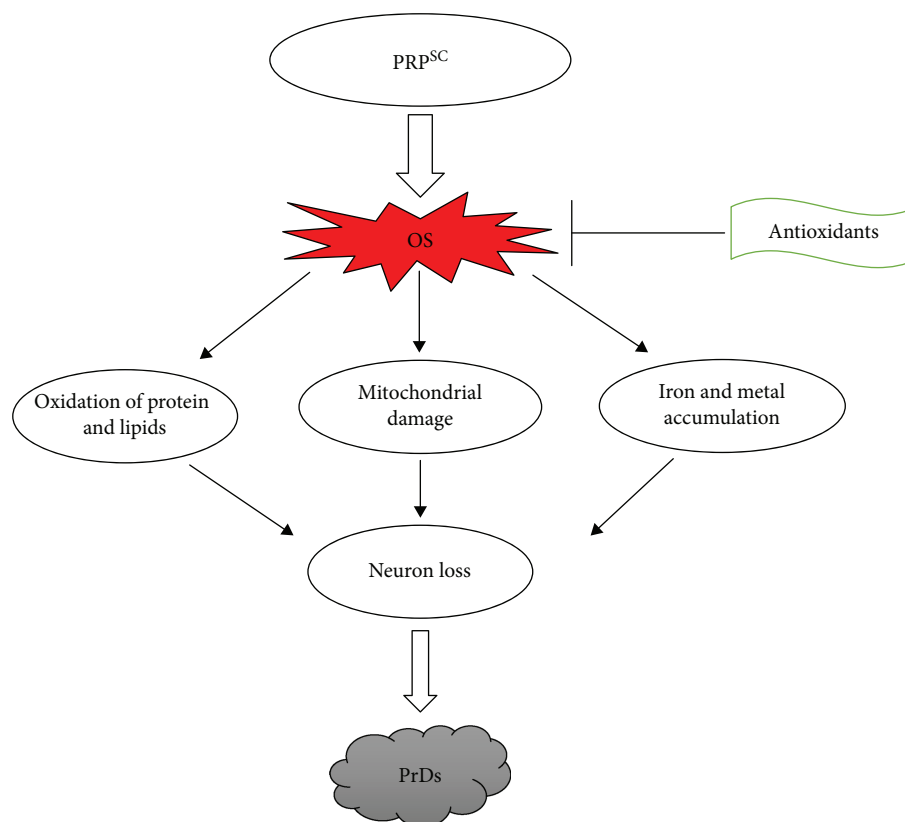 PRP^SC
OS
Antioxidants
Oxidation of protein
and lipids
Mitochondrial
damage
Iron and metal
accumulation
Neuron loss
PrDs